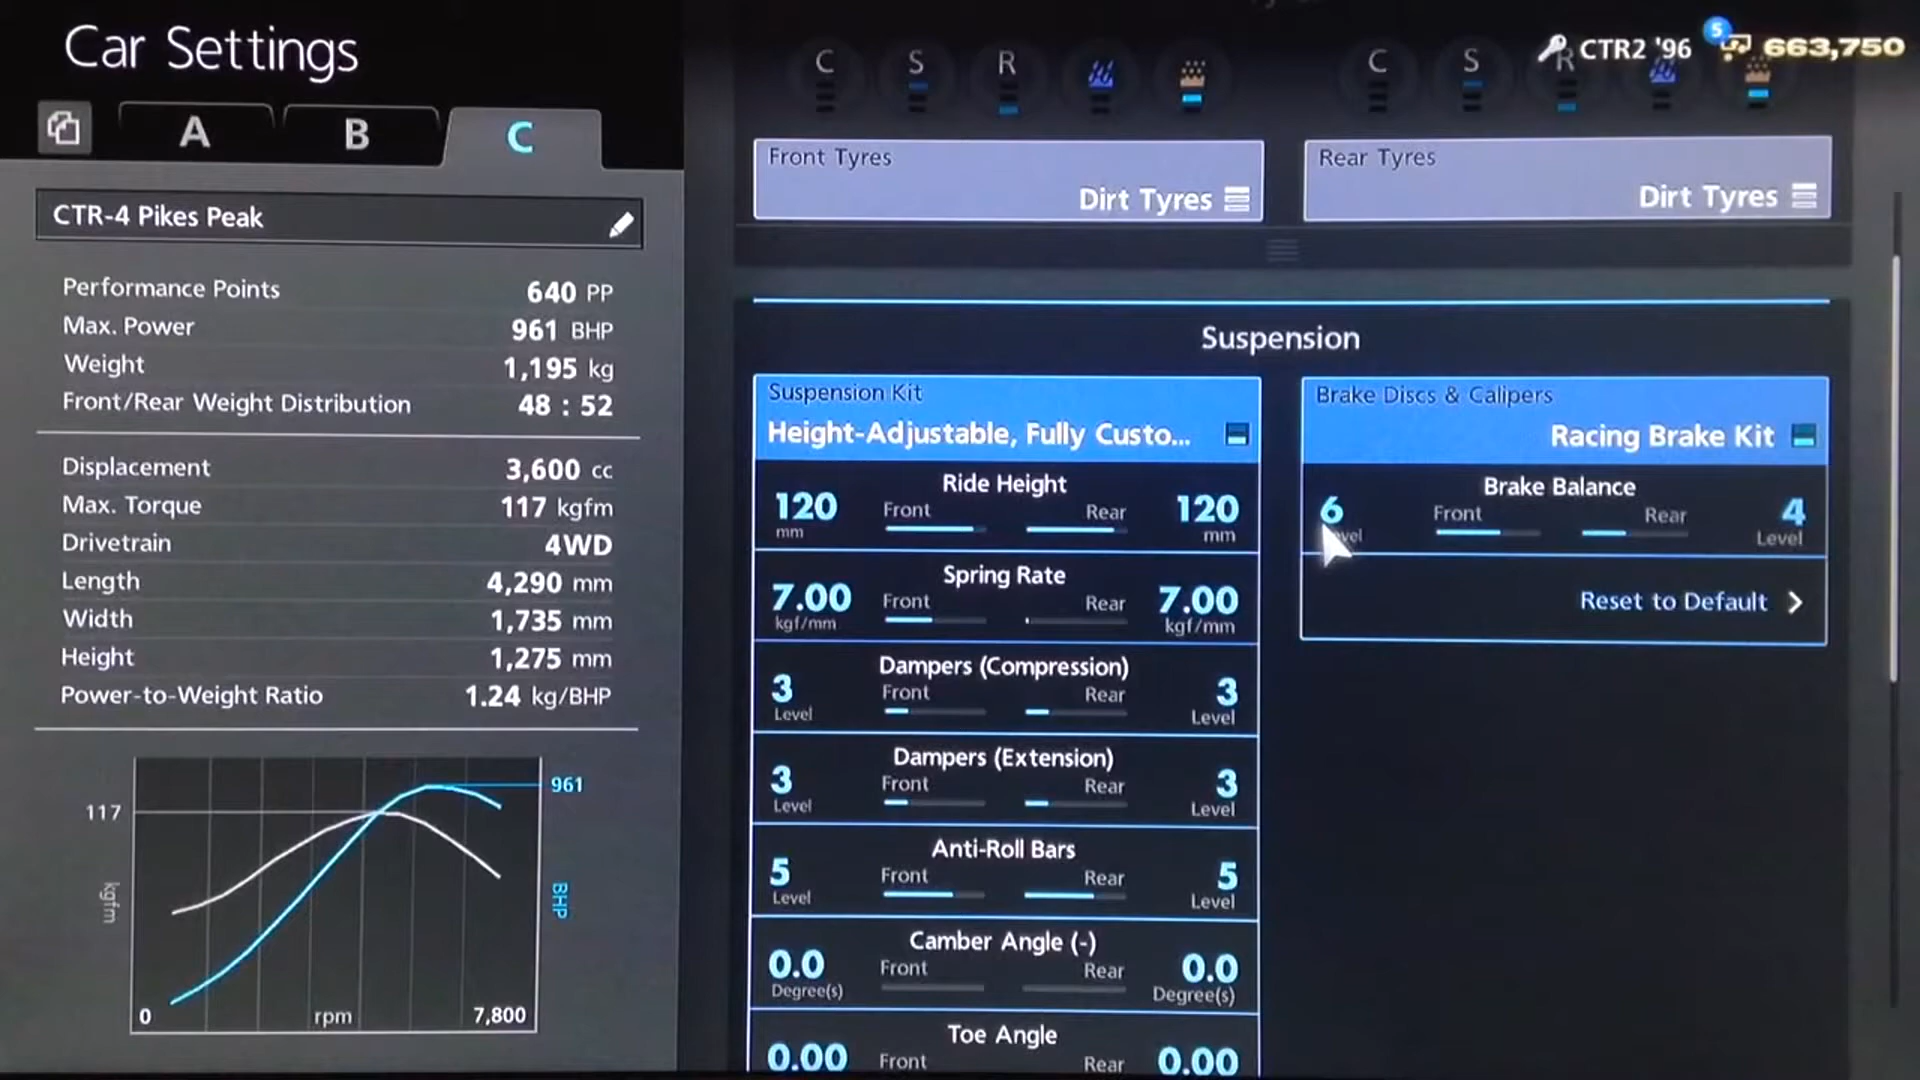 Car Settings
CTR2 '96
5
663,750
A
B
C
CTR-4 Pikes Peak
Performance Points 640 PP
Max. Power 961 BHP
Weight 1,195 kg
Front/Rear Weight Distribution 48 : 52
Displacement 3,600 cc
Max. Torque 117 kgfm
Drivetrain 4WD
Length 4,290 mm
Width 1,735 mm
Height 1,275 mm
Power-to-Weight Ratio 1.24 kg/BHP
961
117
kgfm
BHP
0 rpm 7,800
C S R
C S R
Front Tyres
Dirt Tyres
Rear Tyres
Dirt Tyres
Suspension
Suspension Kit
Height-Adjustable, Fully Custo...
Ride Height
120 mm Front Rear 120 mm
Spring Rate
7.00 kgf/mm Front Rear 7.00 kgf/mm
Dampers (Compression)
3 Level Front Rear 3 Level
Dampers (Extension)
3 Level Front Rear 3 Level
Anti-Roll Bars
5 Level Front Rear 5 Level
Camber Angle (-)
0.0 Degree(s) Front Rear 0.0 Degree(s)
Toe Angle
0.00 Front Rear 0.00
Brake Discs & Calipers
Racing Brake Kit
Brake Balance
6 Front Rear 4 Level
Reset to Default